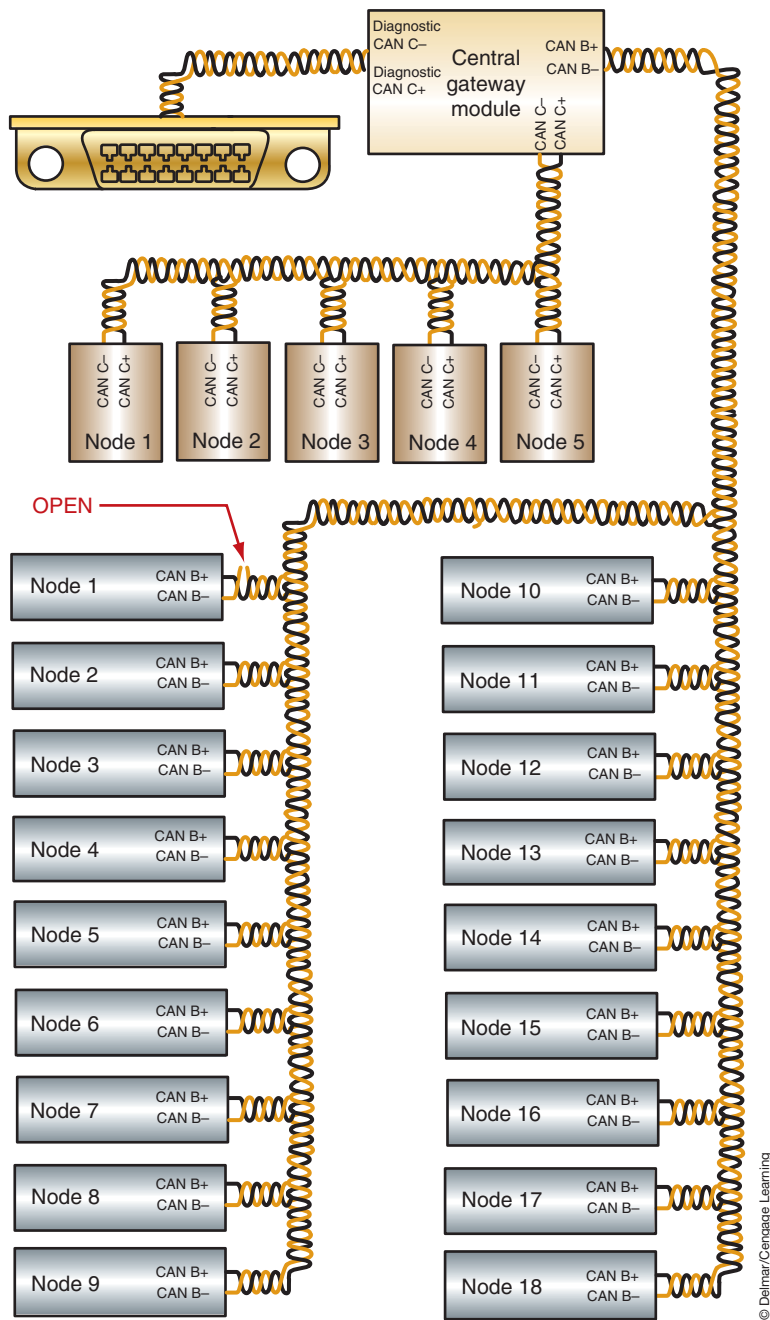 Diagnostic
CAN C–
Diagnostic
CAN C+
Central
gateway
module
CAN B+
CAN B–
CAN C–
CAN C+
CAN C–
CAN C+
Node 1
CAN C–
CAN C+
Node 2
CAN C–
CAN C+
Node 3
CAN C–
CAN C+
Node 4
CAN C–
CAN C+
Node 5
OPEN
Node 1
CAN B+
CAN B–
Node 2
CAN B+
CAN B–
Node 3
CAN B+
CAN B–
Node 4
CAN B+
CAN B–
Node 5
CAN B+
CAN B–
Node 6
CAN B+
CAN B–
Node 7
CAN B+
CAN B–
Node 8
CAN B+
CAN B–
Node 9
CAN B+
CAN B–
Node 10
CAN B+
CAN B–
Node 11
CAN B+
CAN B–
Node 12
CAN B+
CAN B–
Node 13
CAN B+
CAN B–
Node 14
CAN B+
CAN B–
Node 15
CAN B+
CAN B–
Node 16
CAN B+
CAN B–
Node 17
CAN B+
CAN B–
Node 18
CAN B+
CAN B–
© Delmar/Cengage Learning